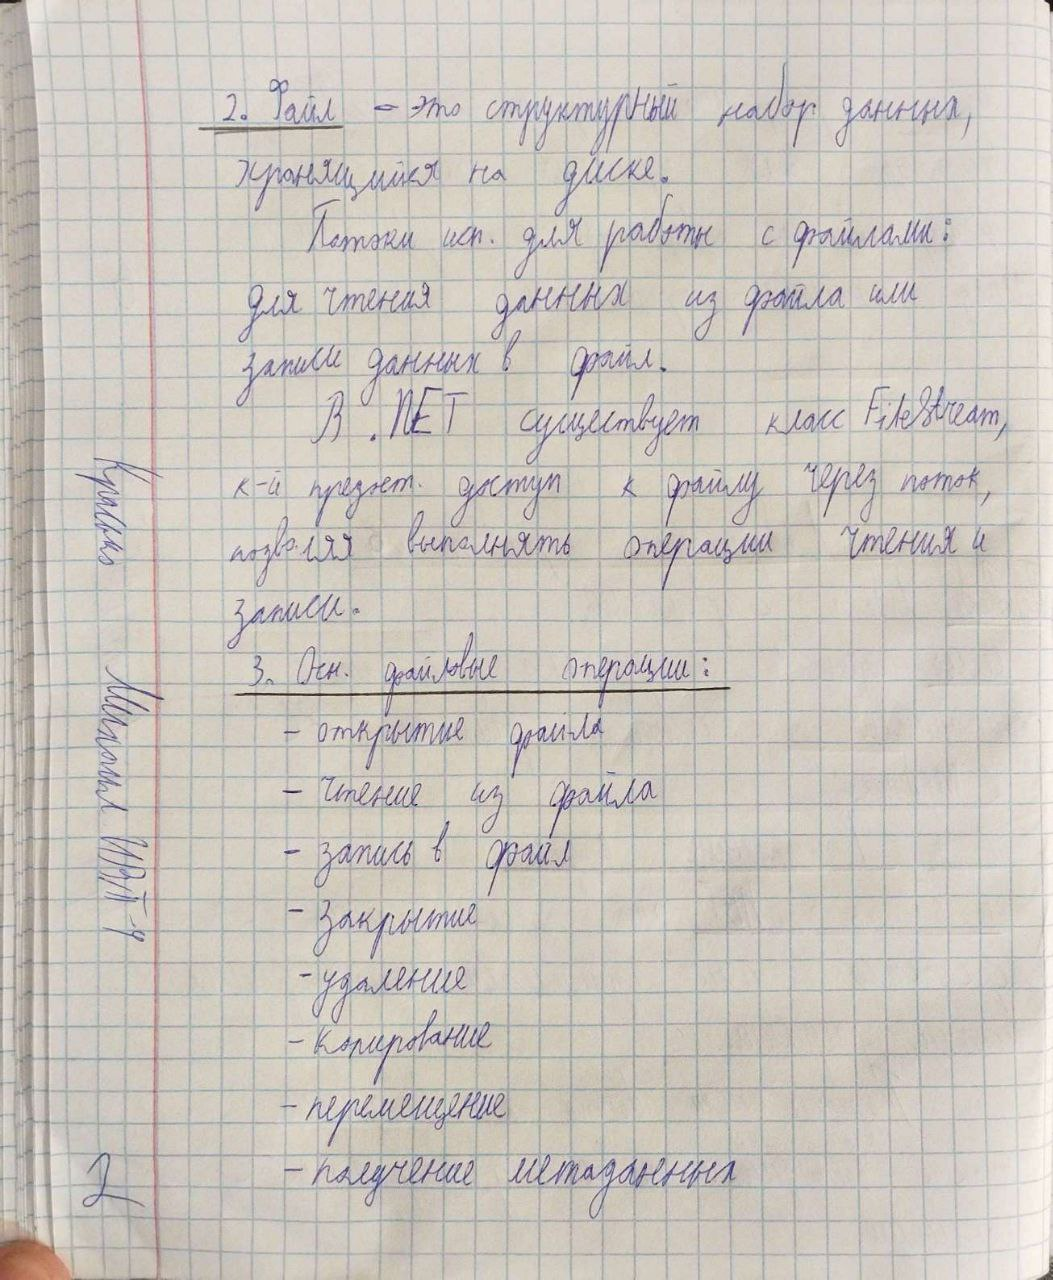 2. Файл – это структурный набор данных,
хранящийся на диске.
Потоки исп. для работы с файлами:
для чтения данных из файла или
записи данных в файл.
В .NET существует класс FileStream,
к-й предост. доступ к файлу через поток,
позволяя выполнять операции чтения и
записи.
3. Осн. файловые операции:
- открытие файла
- чтение из файла
- запись в файл
- закрытие
- удаление
- копирование
- перемещение
- получение метаданных
Михаил
2